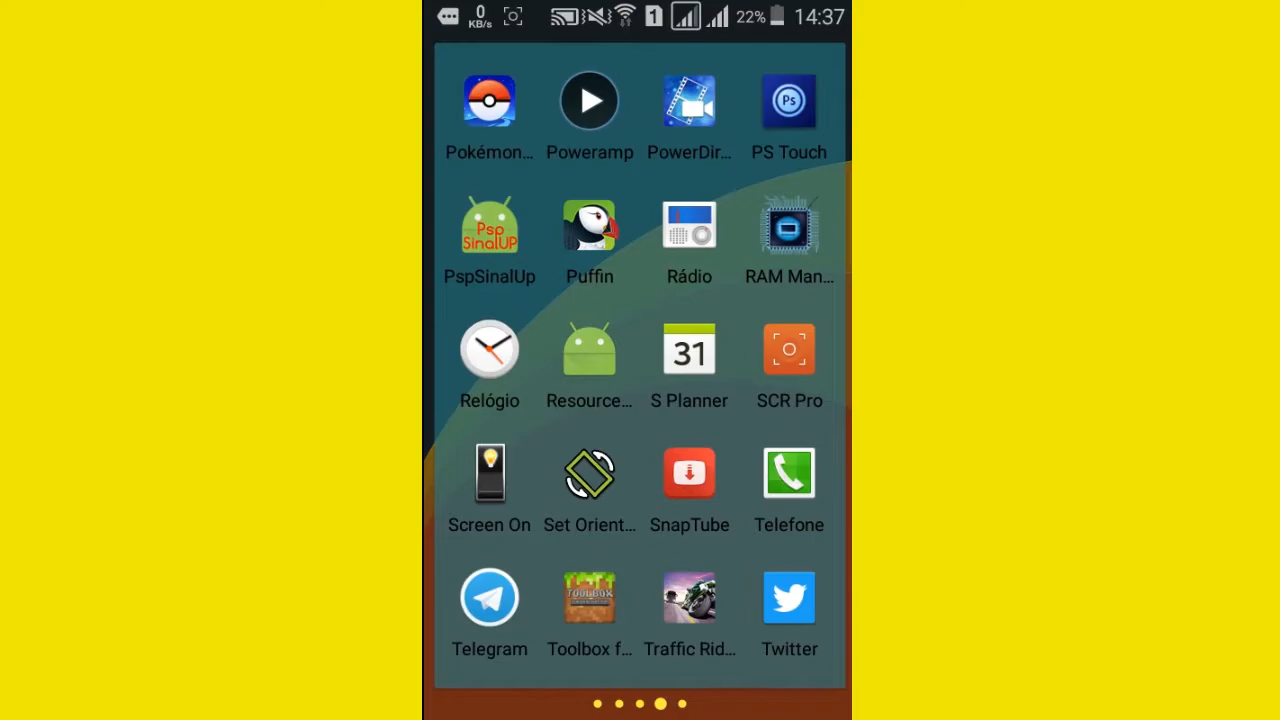 0 KB/s 1 22% 14:37
Pokémon... Poweramp PowerDir... PS Touch
Ps
Psp SinalUP
PspSinalUp Puffin Rádio RAM Man...
31
Relógio Resource... S Planner SCR Pro
Screen On Set Orient... SnapTube Telefone
TOOLBOX
Telegram Toolbox f... Traffic Rid... Twitter